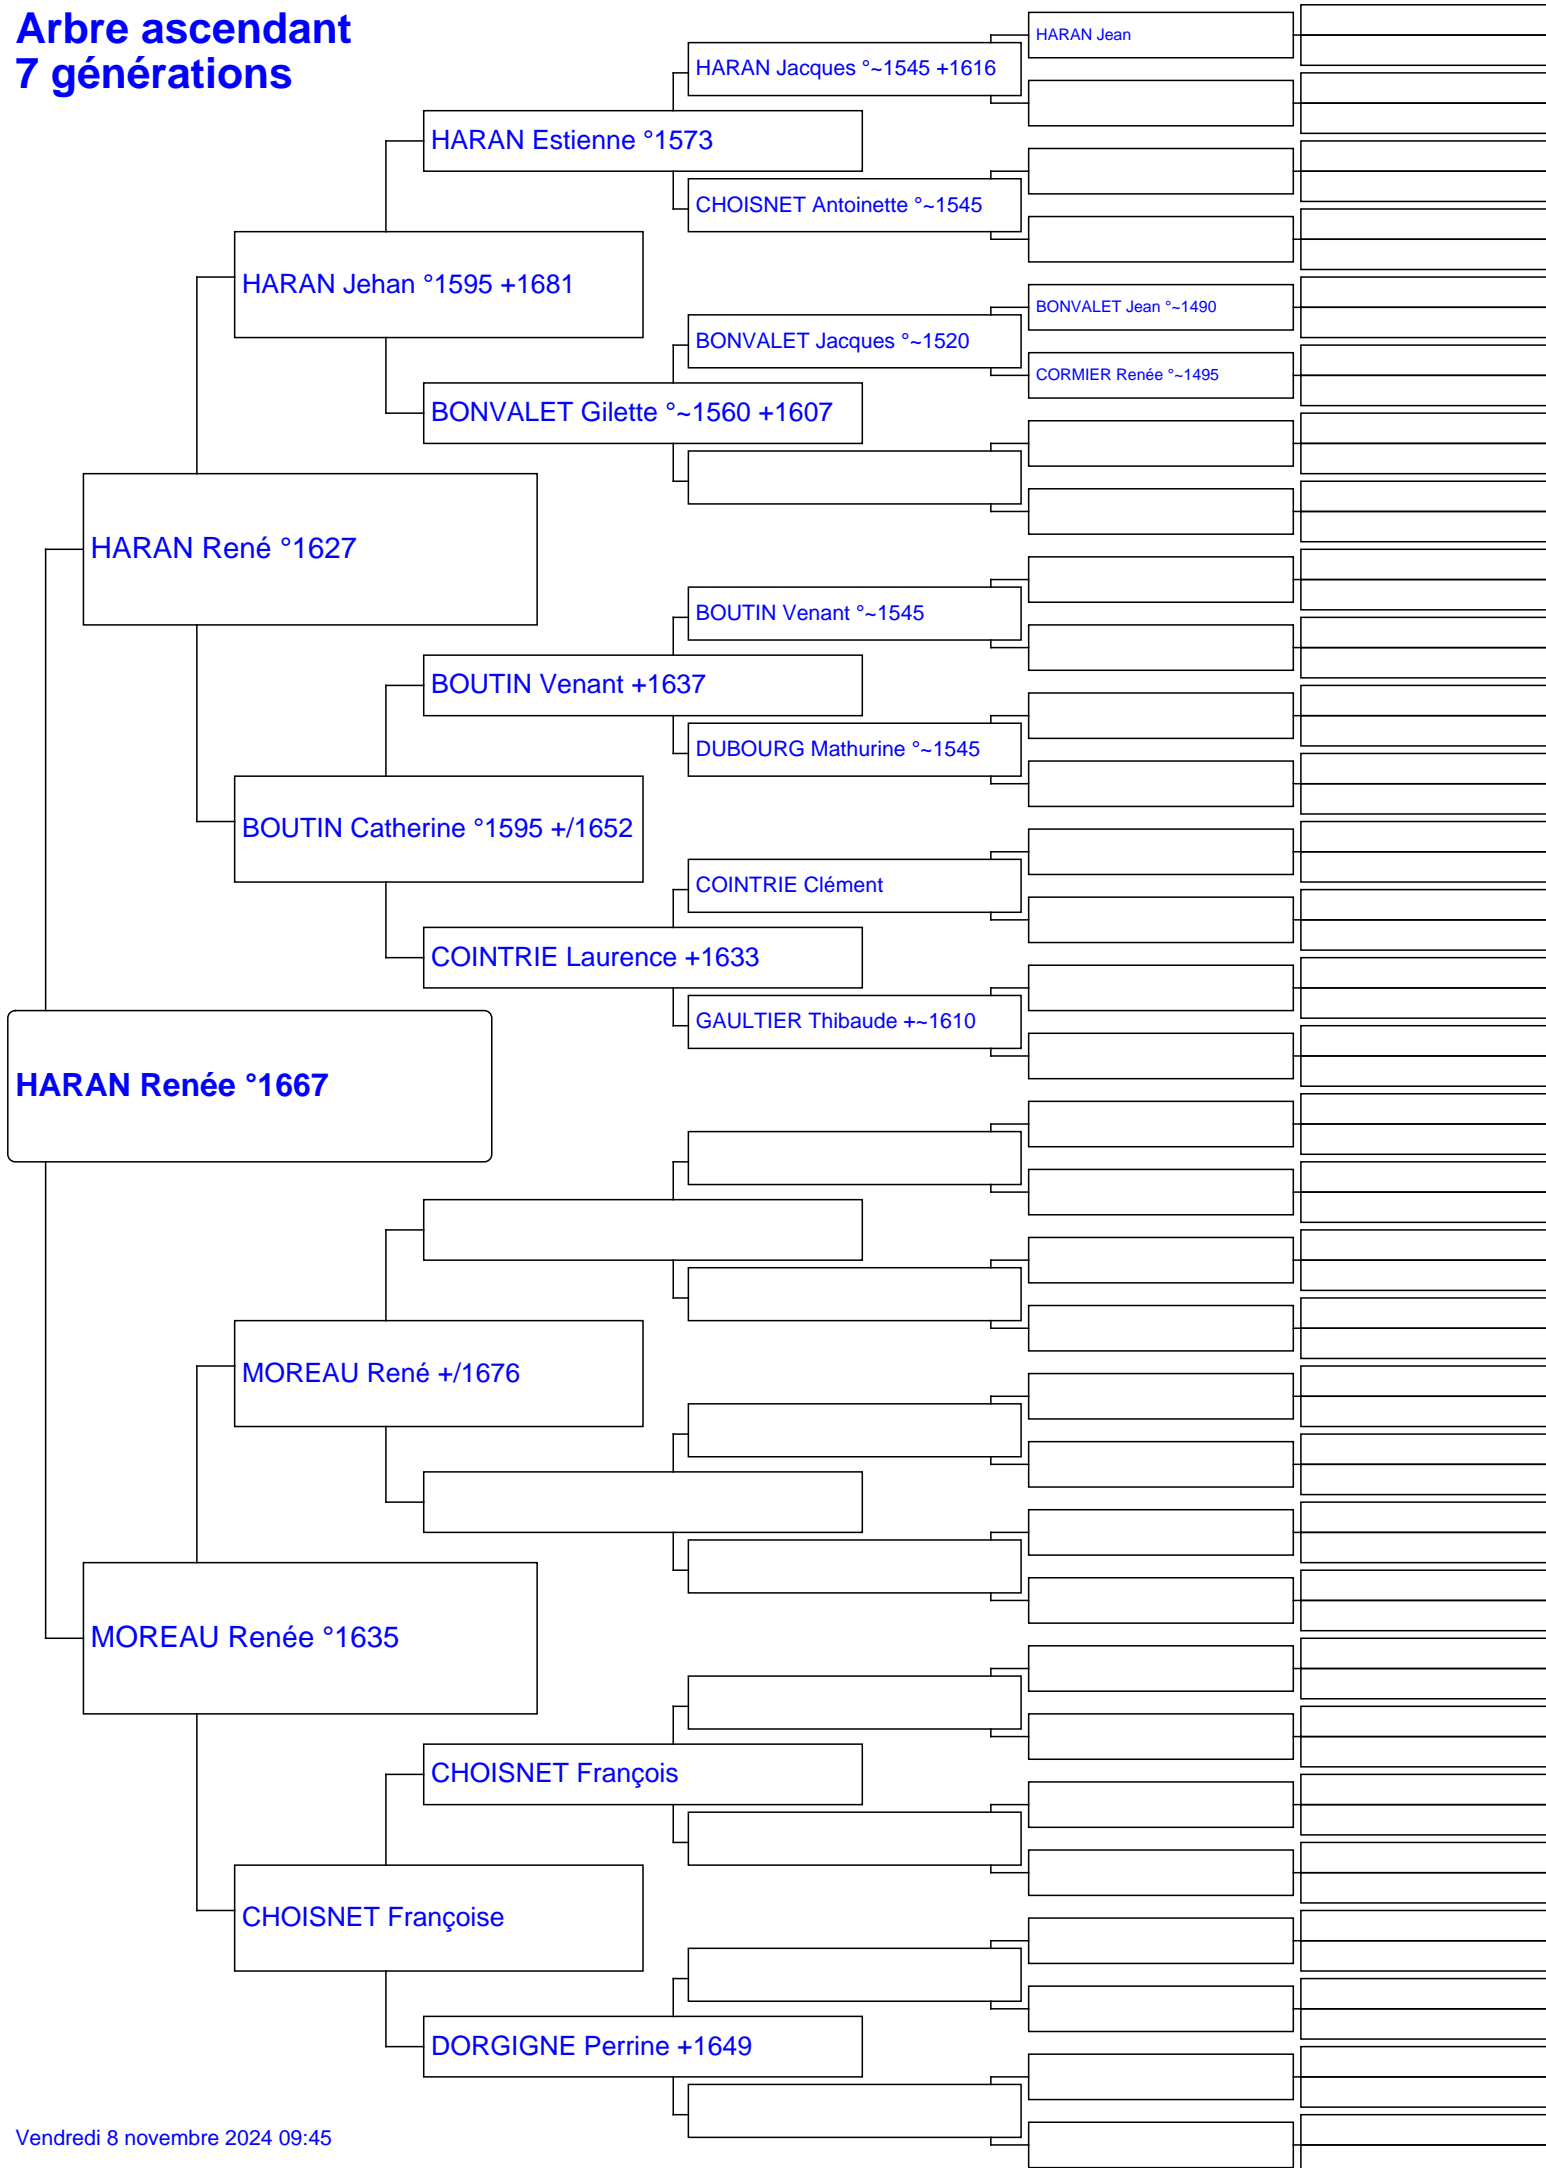 Arbre ascendant
7 générations
HARAN Jean
HARAN Jacques °~1545 +1616
HARAN Estienne °1573
CHOISNET Antoinette °~1545
HARAN Jehan °1595 +1681
BONVALET Jean °~1490
BONVALET Jacques °~1520
CORMIER Renée °~1495
BONVALET Gilette °~1560 +1607
HARAN René °1627
BOUTIN Venant °~1545
BOUTIN Venant +1637
DUBOURG Mathurine °~1545
BOUTIN Catherine °1595 +/1652
COINTRIE Clément
COINTRIE Laurence +1633
GAULTIER Thibaude +~1610
HARAN Renée °1667
MOREAU René +/1676
MOREAU Renée °1635
CHOISNET François
CHOISNET Françoise
DORGIGNE Perrine +1649
Vendredi 8 novembre 2024 09:45